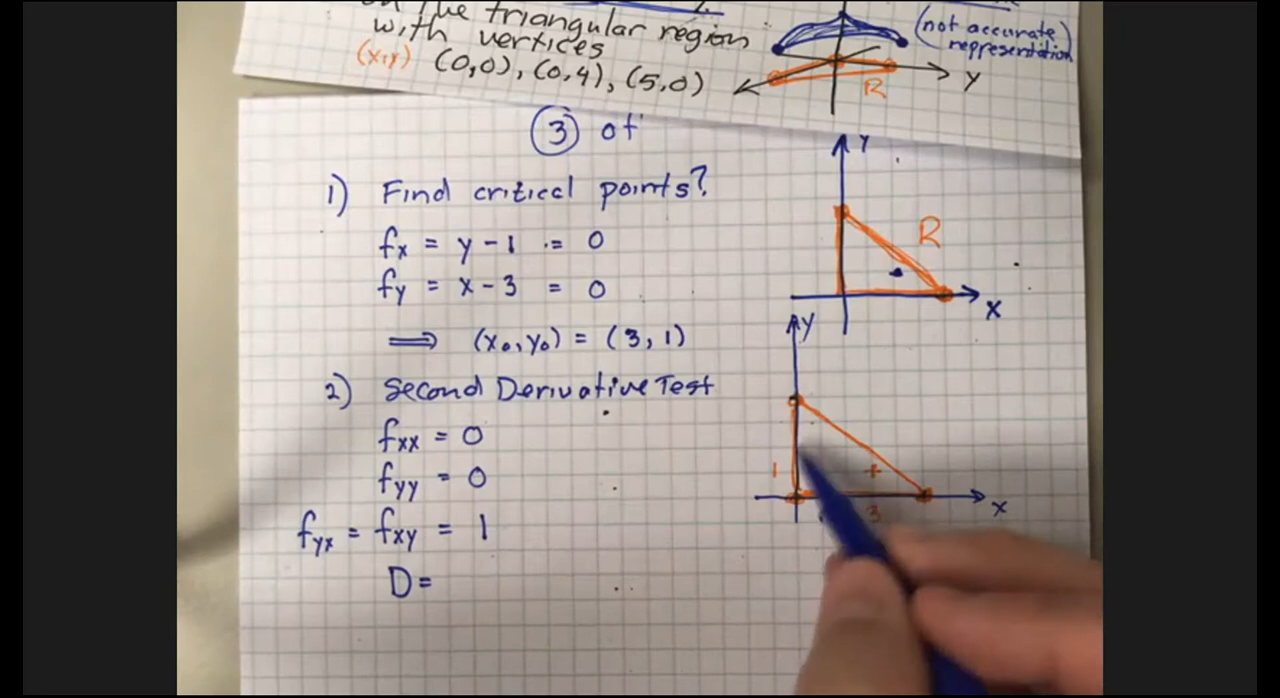 the triangular region
with vertices
(x,y) (0,0), (0,4), (5,0)
(not accurate
representation)
R
Y
③ of
1) Find critical points?
fx = y - 1 = 0
fy = x - 3 = 0
⟹ (x₀,y₀) = (3,1)
2) Second Derivative Test
fxx = 0
fyy = 0
fyx = fxy = 1
D =
Y
R
X
Y
1
3
x